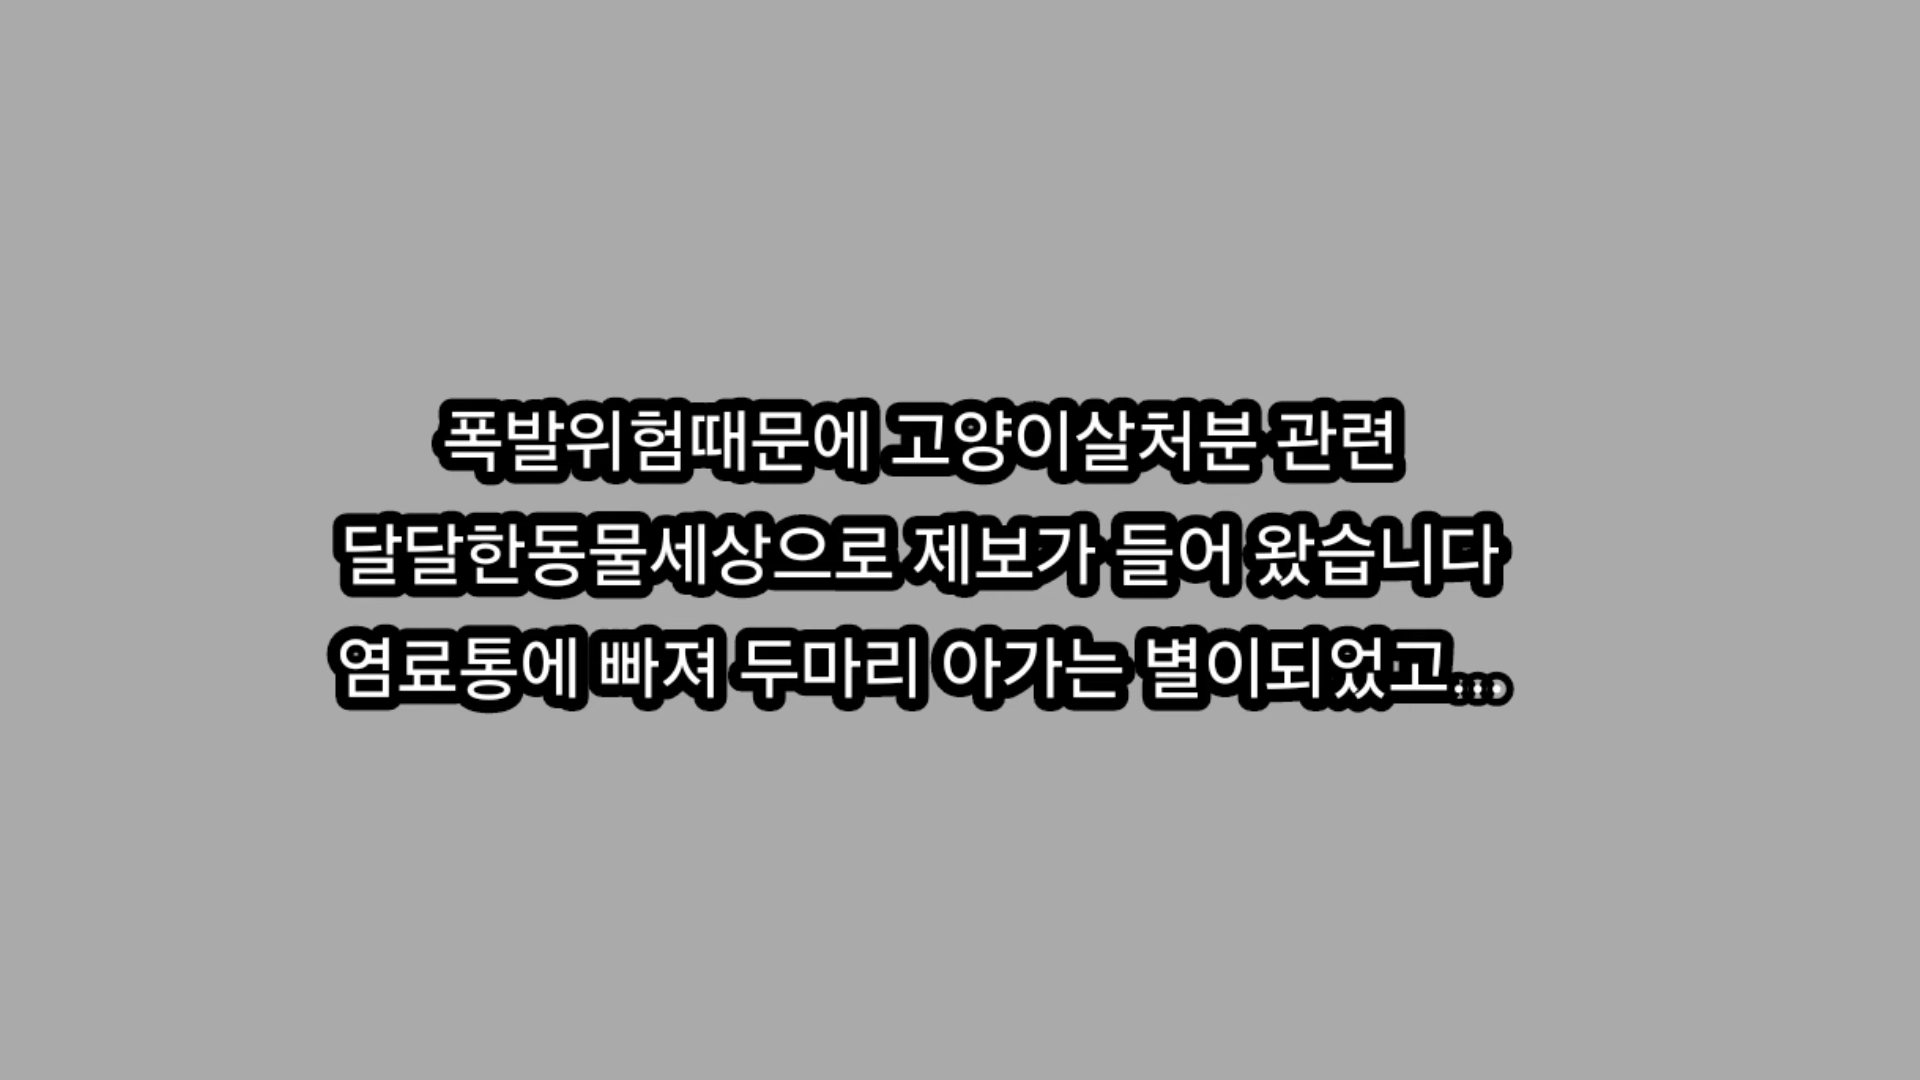 폭발위험때문에 고양이살처분 관련
달달한동물세상으로 제보가 들어 왔습니다
염료통에 빠져 두마리 아가는 별이되었고....